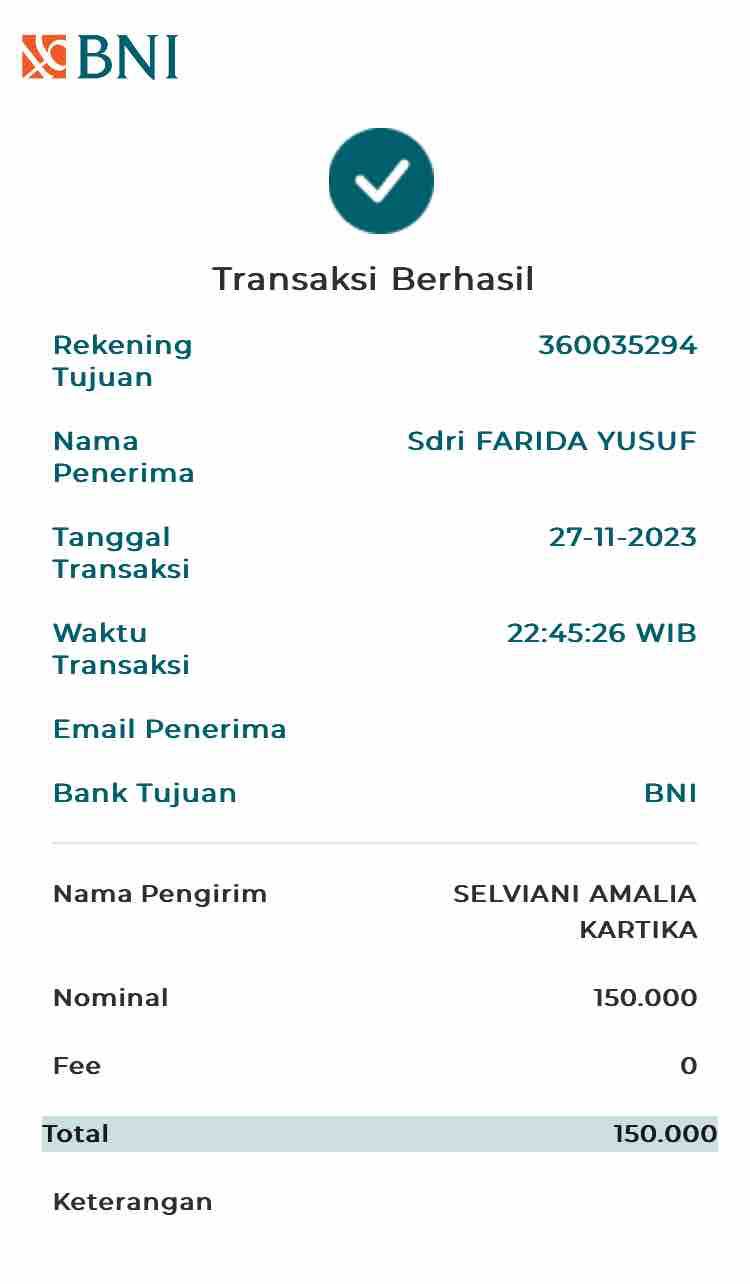 BNI
Transaksi Berhasil
Rekening Tujuan 360035294
Nama Penerima Sdri FARIDA YUSUF
Tanggal Transaksi 27-11-2023
Waktu Transaksi 22:45:26 WIB
Email Penerima
Bank Tujuan BNI
Nama Pengirim SELVIANI AMALIA KARTIKA
Nominal 150.000
Fee 0
Total 150.000
Keterangan